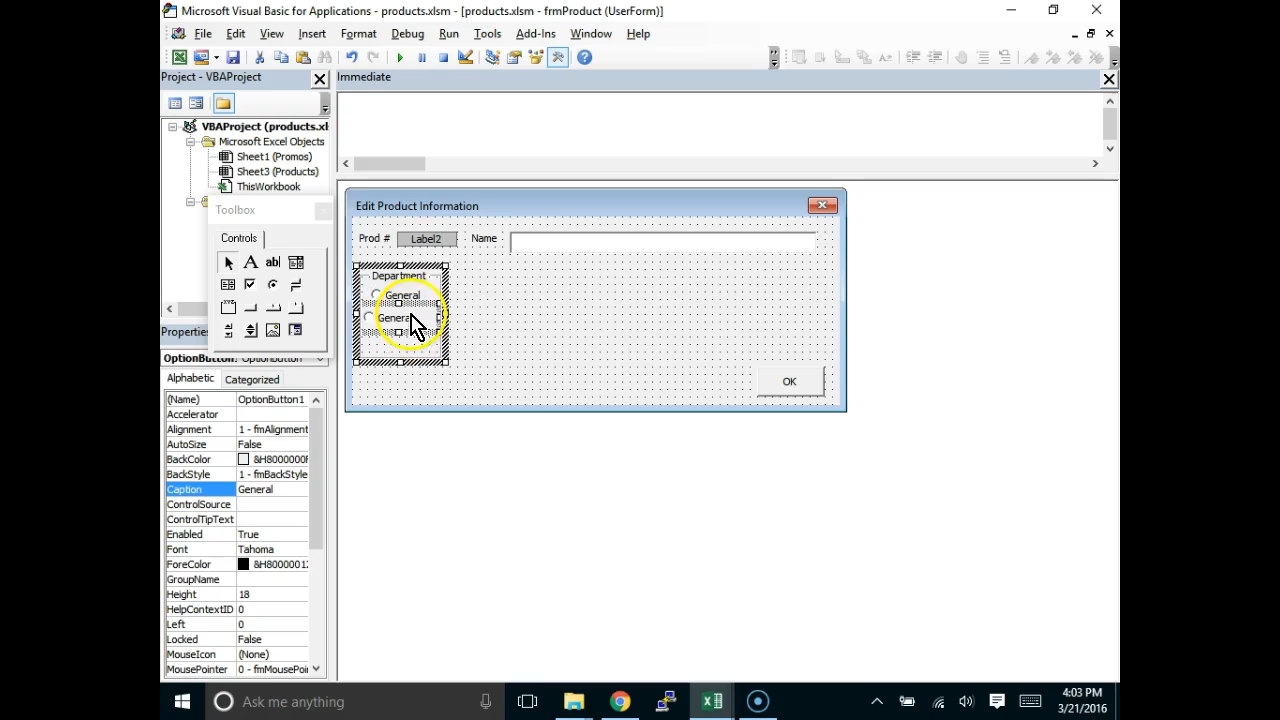 Microsoft Visual Basic for Applications - products.xlsm - [products.xlsm - frmProduct (UserForm)]
File Edit View Insert Format Debug Run Tools Add-Ins Window Help
Project - VBAProject
Immediate
VBAProject (products.xl
Microsoft Excel Objects
Sheet1 (Promos)
Sheet3 (Products)
ThisWorkbook
Toolbox
Controls
Edit Product Information
Prod # Label2 Name
Department
General
General
OK
Properties
OptionButton1 OptionButton
Alphabetic Categorized
(Name) OptionButton1
Accelerator
Alignment 1 - fmAlignment
AutoSize False
BackColor &H8000000F
BackStyle 1 - fmBackStyle
Caption General
ControlSource
ControlTipText
Enabled True
Font Tahoma
ForeColor &H80000012
GroupName
Height 18
HelpContextID 0
Left 0
Locked False
MouseIcon (None)
MousePointer 0 - fmMousePoi
Ask me anything
4:03 PM
3/21/2016